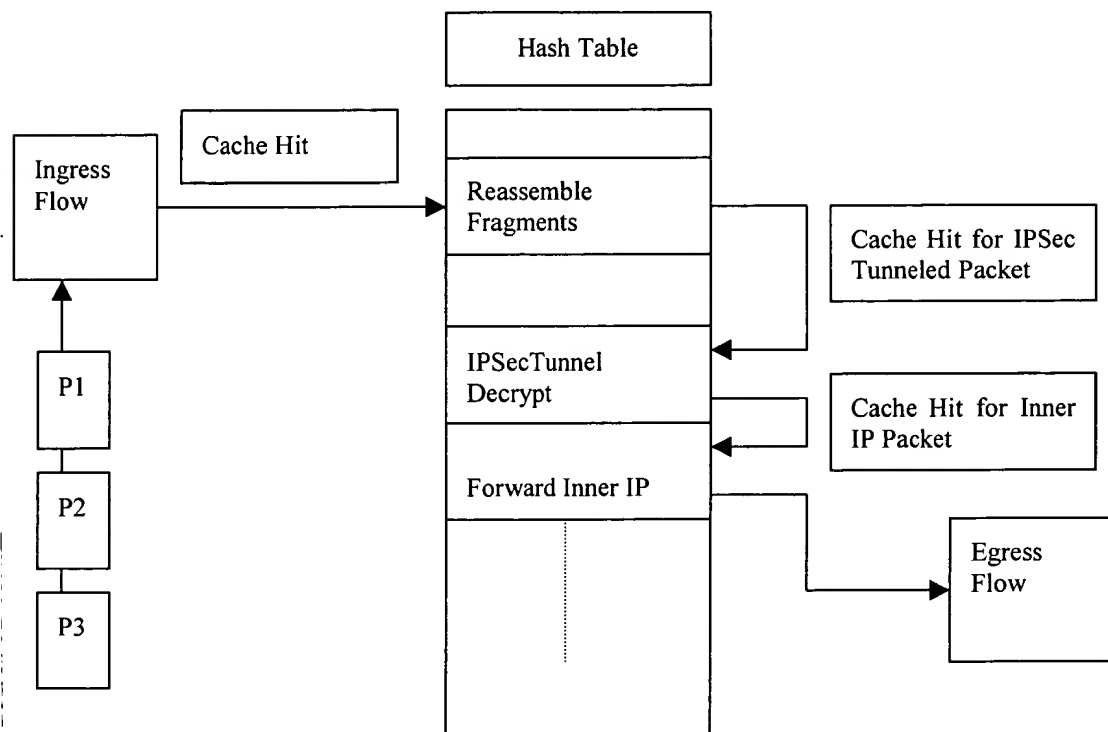 Hash Table
Cache Hit
Ingress
Flow
Reassemble
Fragments
Cache Hit for IPSec
Tunneled Packet
P1
IPSecTunnel
Decrypt
Cache Hit for Inner
IP Packet
P2
Forward Inner IP
Egress
Flow
P3